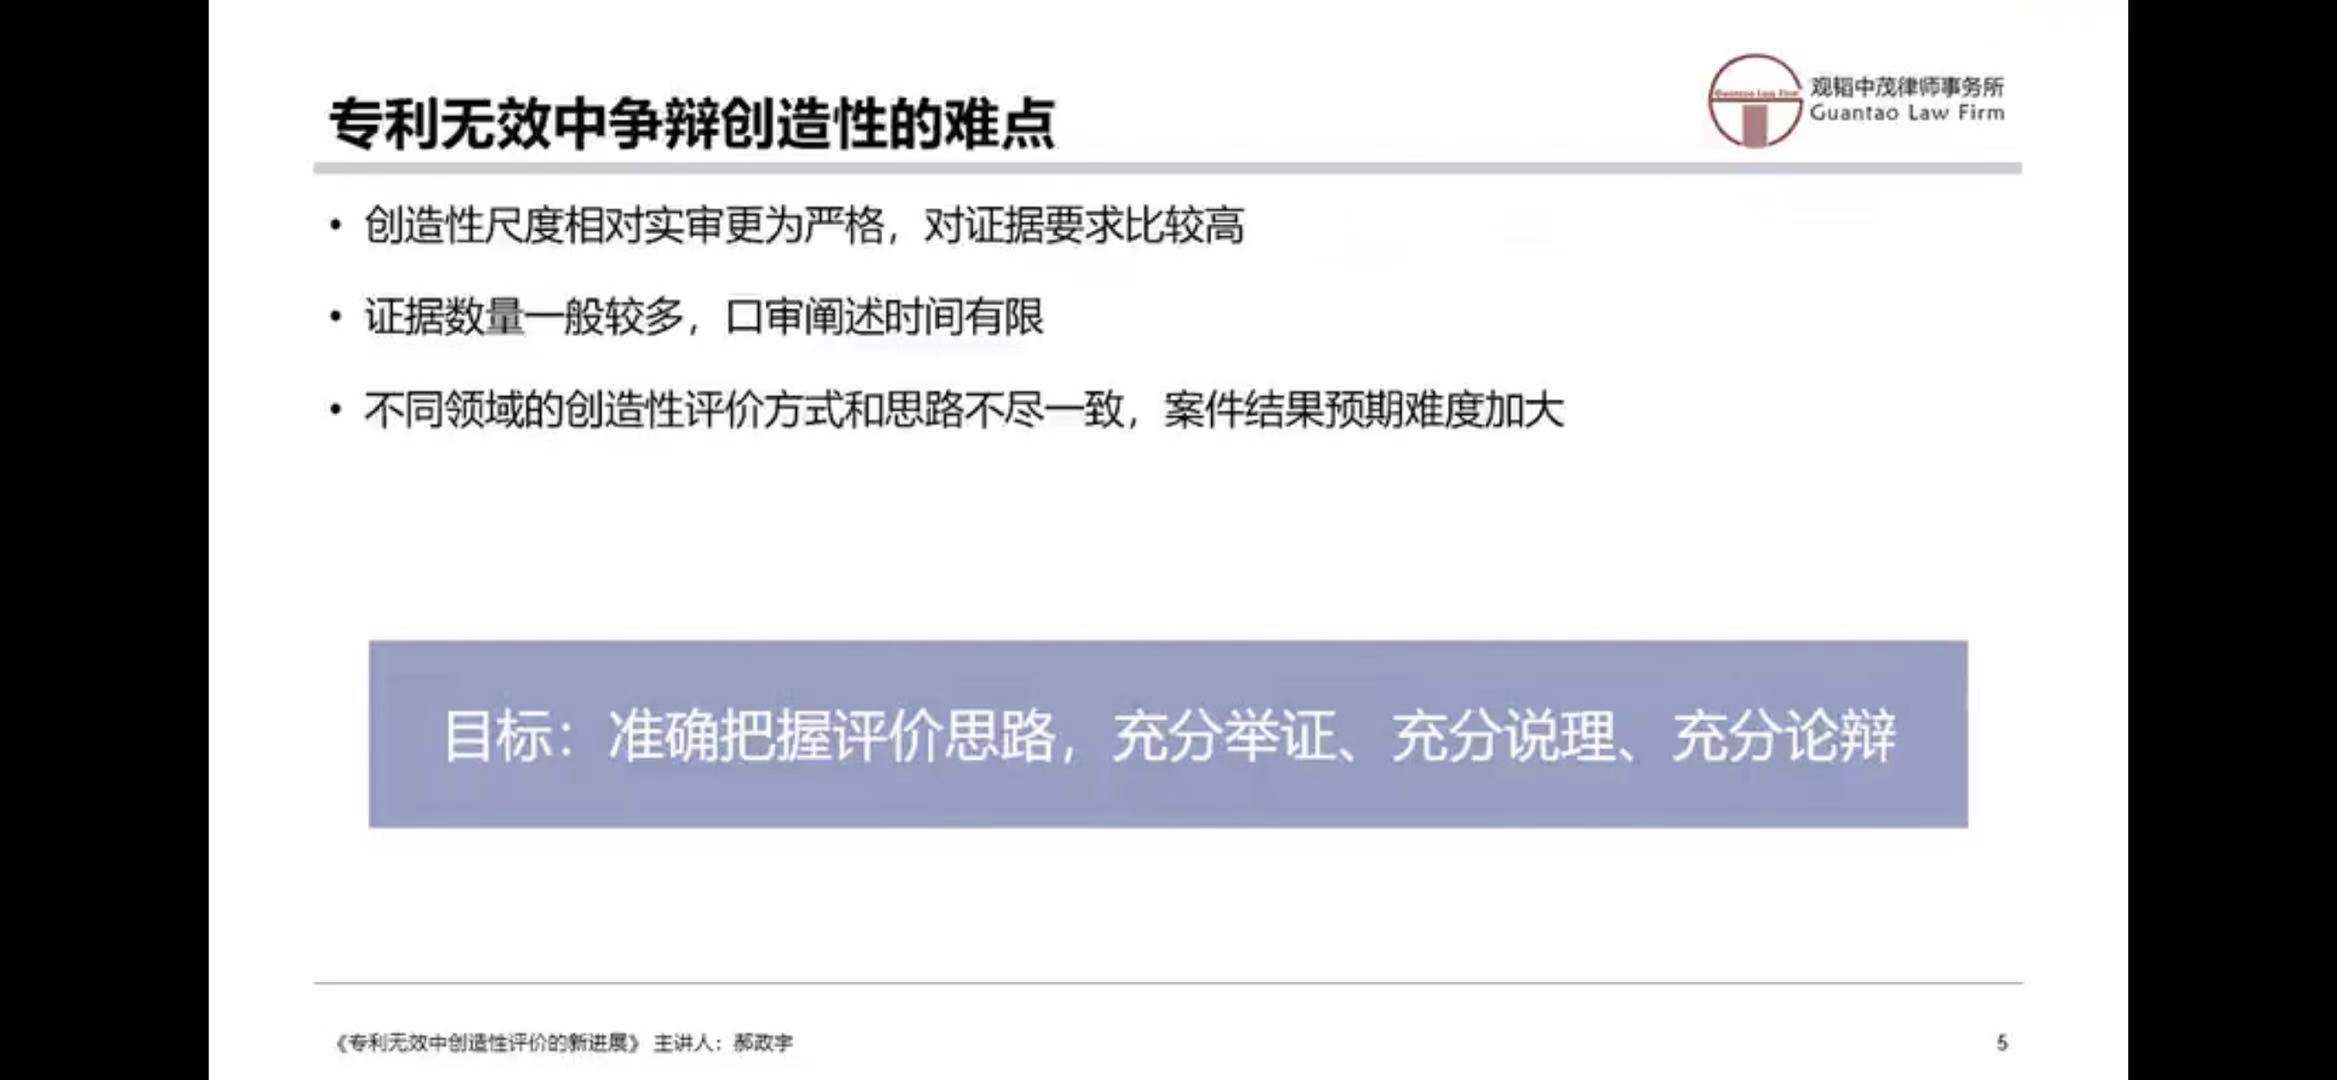 专利无效中争辩创造性的难点
Guantao Law Firm
观韬中茂律师事务所
Guantao Law Firm
• 创造性尺度相对实审更为严格，对证据要求比较高
• 证据数量一般较多，口审阐述时间有限
• 不同领域的创造性评价方式和思路不尽一致，案件结果预期难度加大
目标：准确把握评价思路，充分举证、充分说理、充分论辩
《专利无效中创造性评价的新进展》 主讲人：郝政宇
5